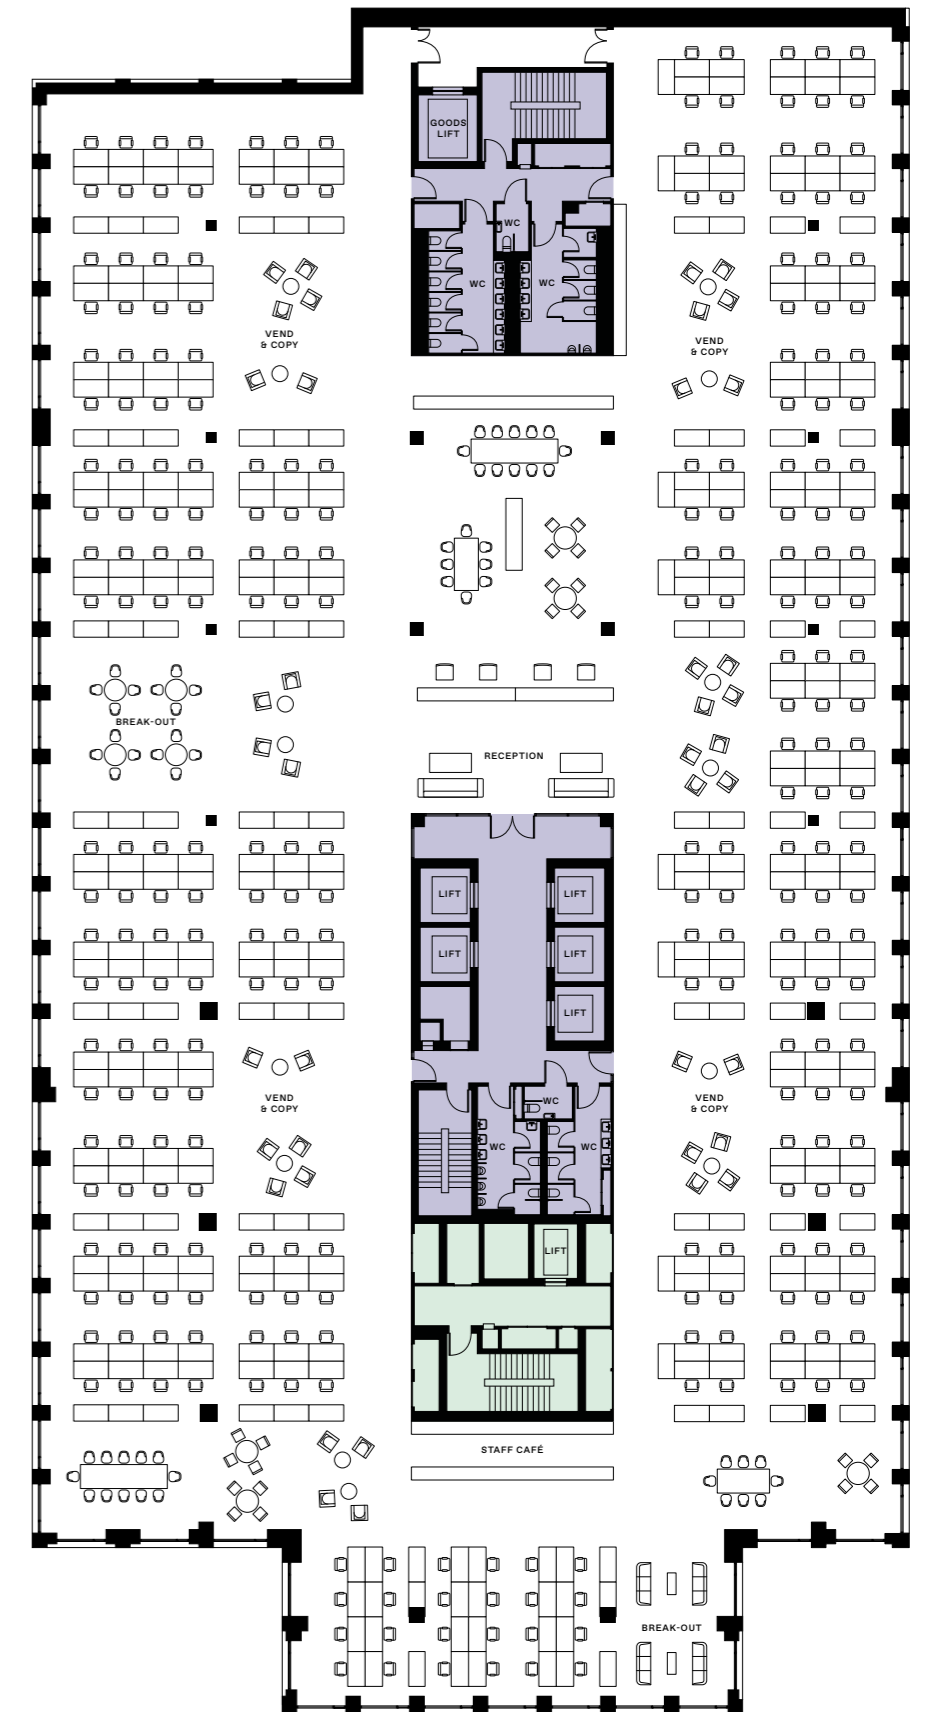 GOODS
LIFT
WC
WC
WC
VEND
& COPY
VEND
& COPY
BREAK-OUT
RECEPTION
LIFT
LIFT
LIFT
LIFT
LIFT
VEND
& COPY
WC
VEND
& COPY
WC
WC
LIFT
STAFF CAFÉ
BREAK-OUT